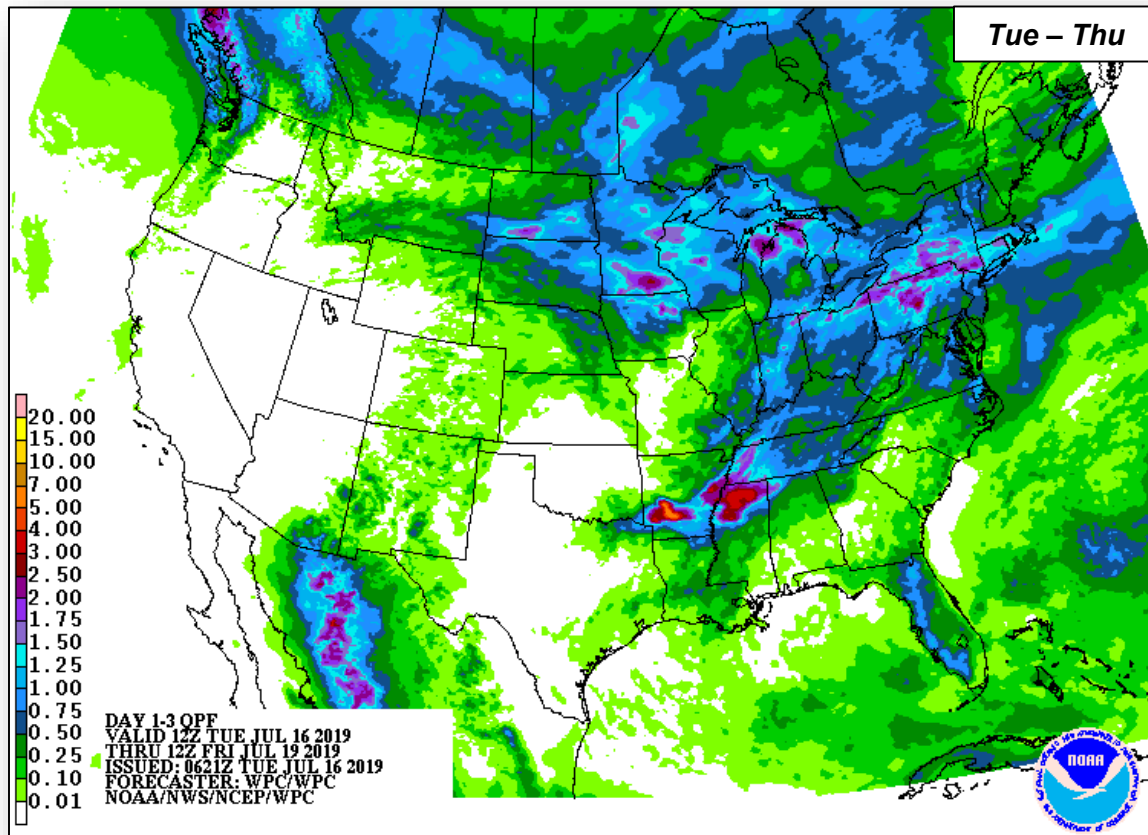 Tue – Thu
20.00
15.00
10.00
7.00
5.00
4.00
3.00
2.50
2.00
1.75
1.50
1.25
1.00
0.75
0.50
0.25
0.10
0.01
DAY 1-3 QPF
VALID 12Z TUE JUL 16 2019
THRU 12Z FRI JUL 19 2019
ISSUED: 0621Z TUE JUL 16 2019
FORECASTER: WPC/WPC
NOAA/NWS/NCEP/WPC
NOAA